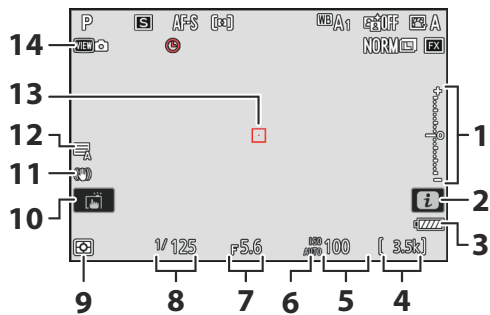 P S AF-S WB A1 OFF A
14 VIEW NORM FX
13
1
12 A
11
10 i 2
3
1/125 F5.6 ISO AUTO 100 [ 3.5k]
9 8 7 6 5 4